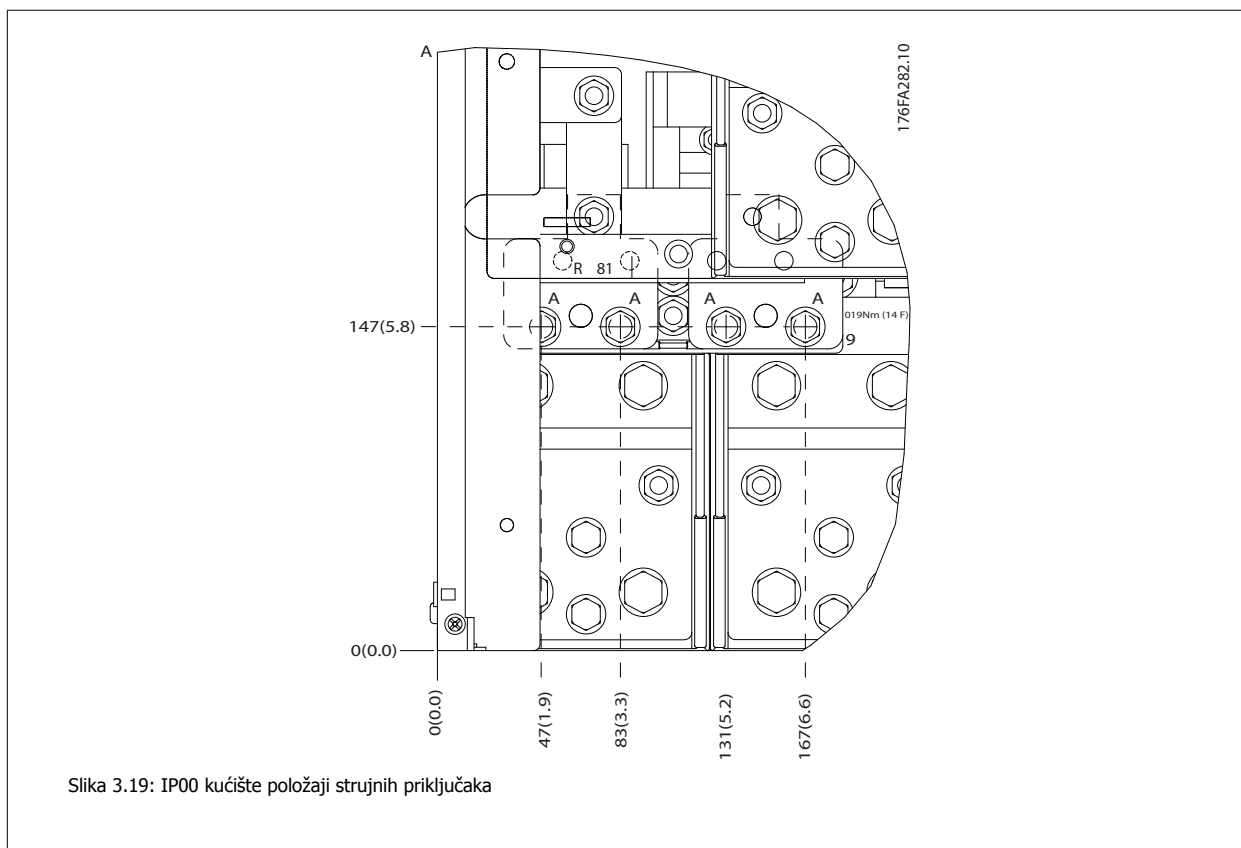 A
176FA282.10
R 81
A A A A
147(5.8)
019Nm (14 F)
9
0(0.0)
0(0.0)
47(1.9)
83(3.3)
131(5.2)
167(6.6)
Slika 3.19: IP00 kućište položaji strujnih priključaka